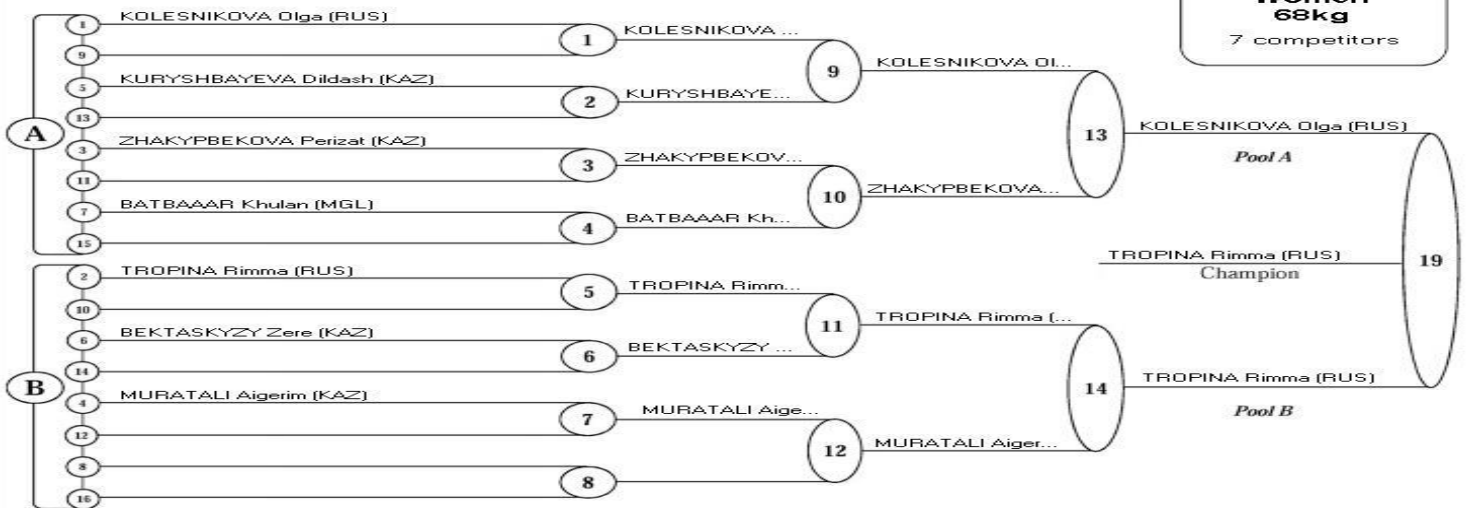 Women
68kg
7 competitors
A
1
KOLESNIKOVA Olga (RUS)
9
5
KURYSHBAYEVA Dildash (KAZ)
13
3
ZHAKYPBEKOVA Perizat (KAZ)
11
7
BATBAAAR Khulan (MGL)
15
B
2
TROPINA Rimma (RUS)
10
6
BEKTASKYZY Zere (KAZ)
14
4
MURATALI Aigerim (KAZ)
12
8
16
1
KOLESNIKOVA ...
2
KURYSHBAYE...
3
ZHAKYPBEKOV...
4
BATBAAAR Kh...
5
TROPINA Rimm...
6
BEKTASKYZY ...
7
MURATALI Aige...
8
9
KOLESNIKOVA Ol...
10
ZHAKYPBEKOVA...
11
TROPINA Rimma (...
12
MURATALI Aiger...
13
KOLESNIKOVA Olga (RUS)
Pool A
14
TROPINA Rimma (RUS)
Pool B
TROPINA Rimma (RUS)
Champion
19